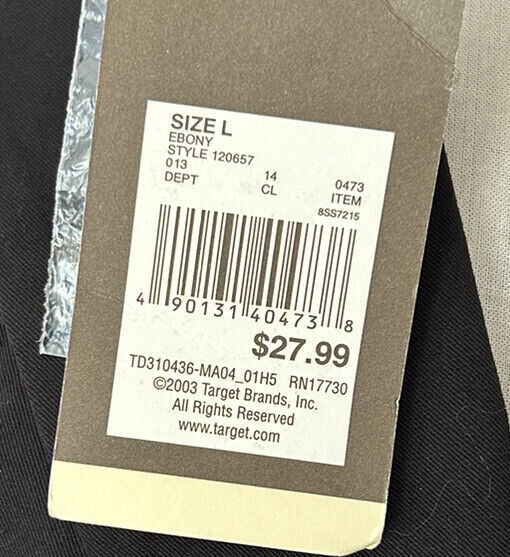 SIZE L
EBONY
STYLE 120657
013 14 0473
DEPT CL ITEM
8SS7215
4 90131 40473 8
$27.99
TD310436-MA04_01H5 RN17730
©2003 Target Brands, Inc.
All Rights Reserved
www.target.com